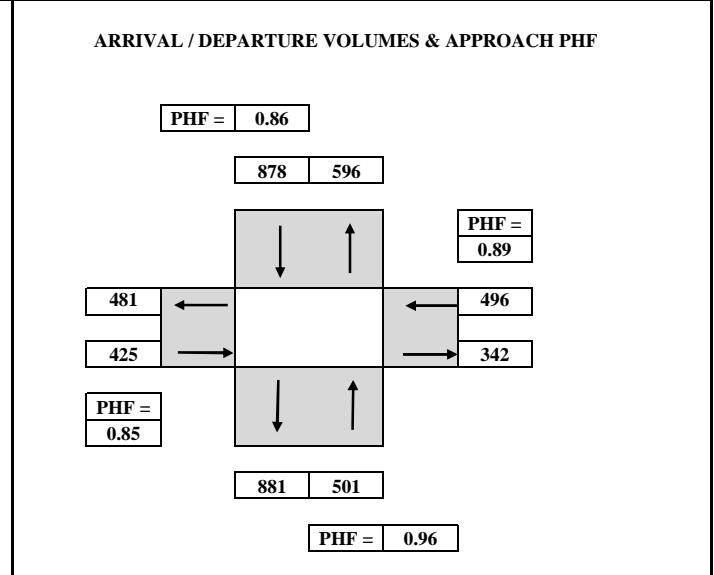 ARRIVAL / DEPARTURE VOLUMES & APPROACH PHF
PHF = 0.86
878 596
PHF =
0.89
481 496
425 342
PHF =
0.85
881 501
PHF = 0.96